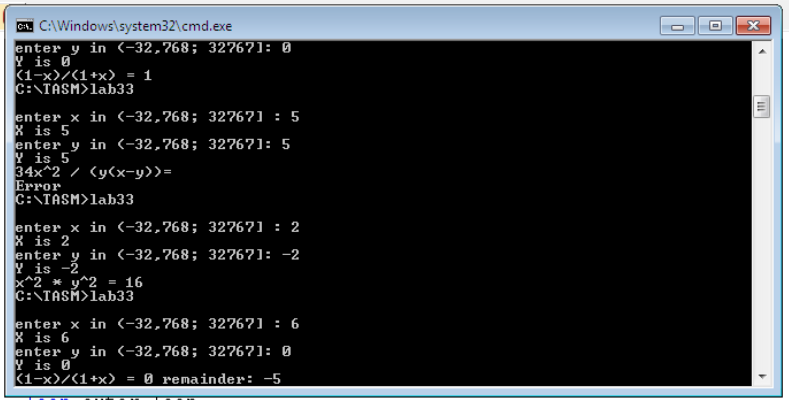 C:\Windows\system32\cmd.exe
enter y in (-32,768; 32767]: 0
Y is 0
(1-x)/(1+x) = 1
C:\TASM>lab33
enter x in (-32,768; 32767] : 5
X is 5
enter y in (-32,768; 32767]: 5
Y is 5
34x^2 / (y(x-y))=
Error
C:\TASM>lab33
enter x in (-32,768; 32767] : 2
X is 2
enter y in (-32,768; 32767]: -2
Y is -2
x^2 * y^2 = 16
C:\TASM>lab33
enter x in (-32,768; 32767] : 6
X is 6
enter y in (-32,768; 32767]: 0
Y is 0
(1-x)/(1+x) = 0 remainder: -5